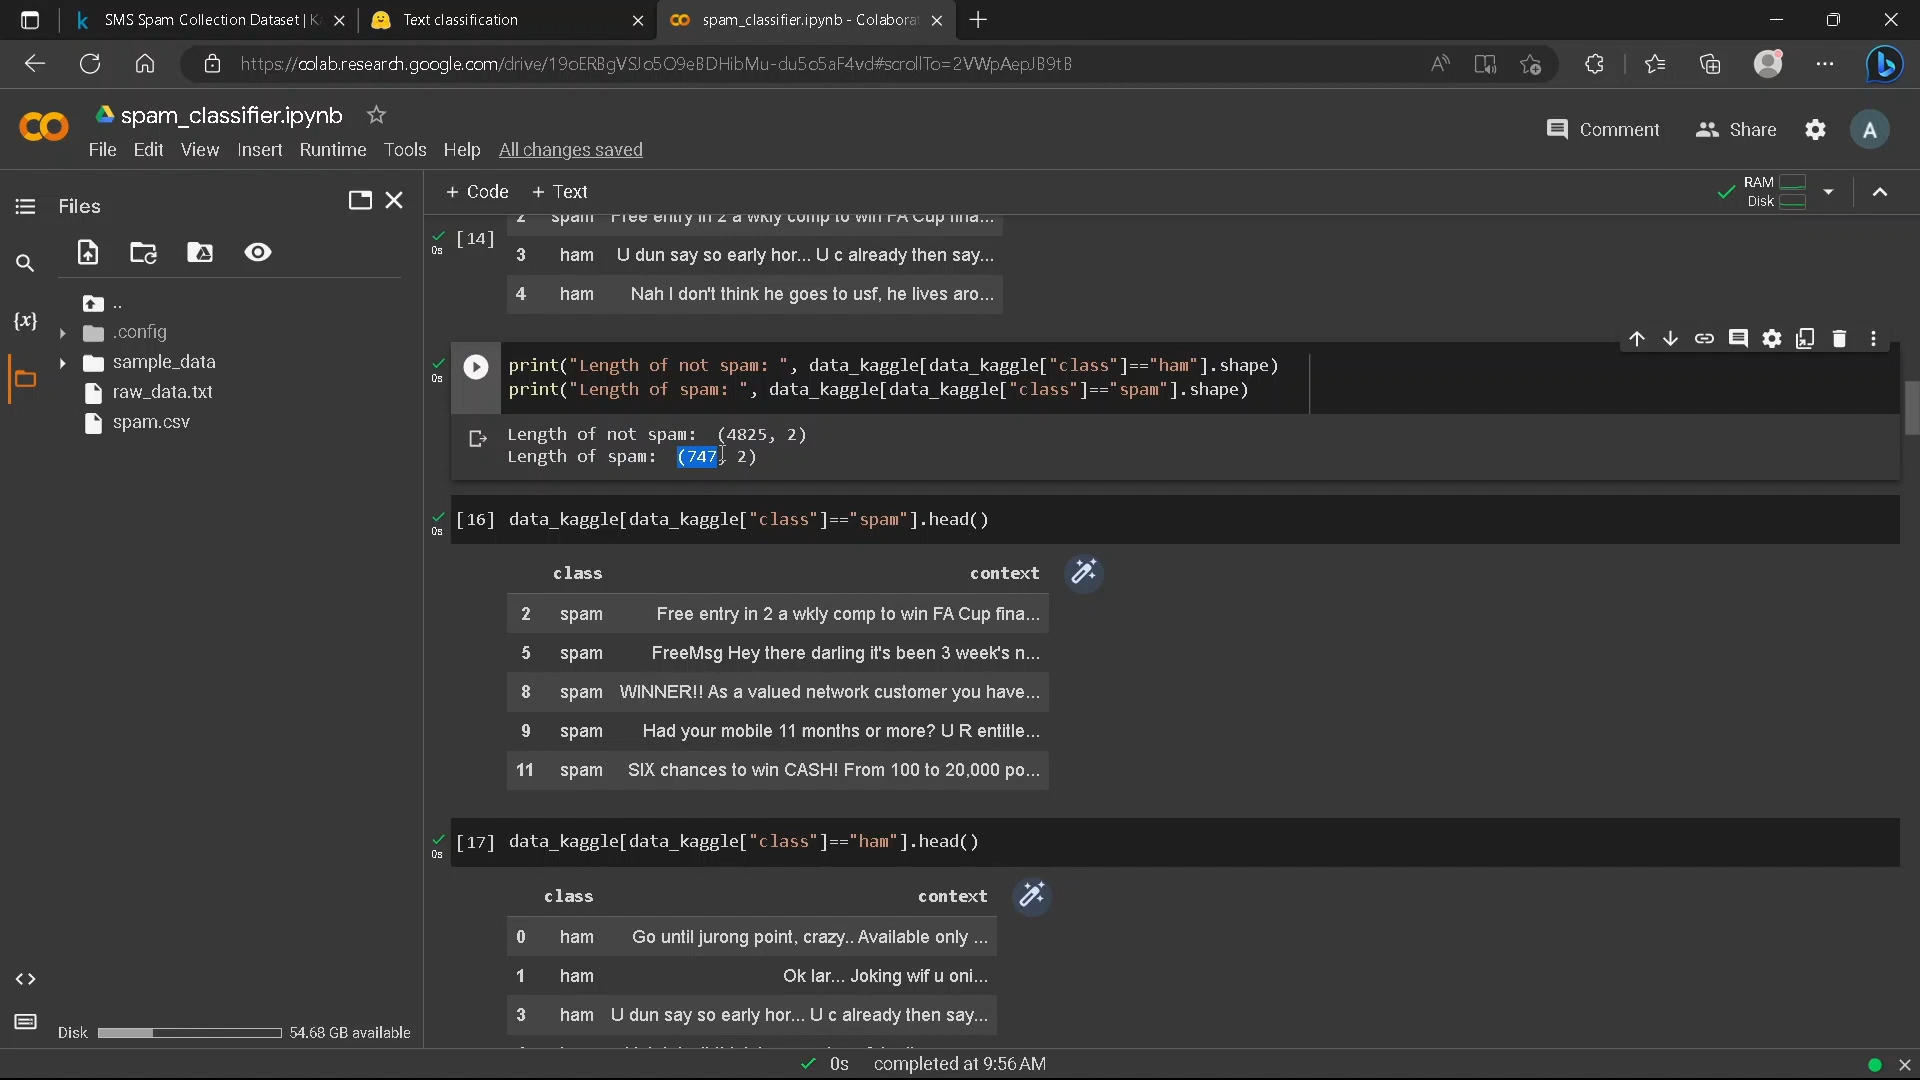 SMS Spam Collection Dataset | K
Text classification
spam_classifier.ipynb - Colaborat
https://colab.research.google.com/drive/19oERBgVSJo5O9eBDHibMu-du5o5aF4vd#scrollTo=2VWpAepJB9tB
spam_classifier.ipynb
File Edit View Insert Runtime Tools Help All changes saved
Comment Share A
Files
+ Code + Text
RAM
Disk
..
.config
sample_data
raw_data.txt
spam.csv
Disk 54.68 GB available
2 spam Free entry in 2 a wkly comp to win FA Cup fina...
0s [14]
3 ham U dun say so early hor... U c already then say...
4 ham Nah I don't think he goes to usf, he lives aro...
0s
print("Length of not spam: ", data_kaggle[data_kaggle["class"]=="ham"].shape)
print("Length of spam: ", data_kaggle[data_kaggle["class"]=="spam"].shape)
Length of not spam:  (4825, 2)
Length of spam:  (747, 2)
0s [16] data_kaggle[data_kaggle["class"]=="spam"].head()
class context
2 spam Free entry in 2 a wkly comp to win FA Cup fina...
5 spam FreeMsg Hey there darling it's been 3 week's n...
8 spam WINNER!! As a valued network customer you have...
9 spam Had your mobile 11 months or more? U R entitle...
11 spam SIX chances to win CASH! From 100 to 20,000 po...
0s [17] data_kaggle[data_kaggle["class"]=="ham"].head()
class context
0 ham Go until jurong point, crazy.. Available only ...
1 ham Ok lar... Joking wif u oni...
3 ham U dun say so early hor... U c already then say...
0s completed at 9:56 AM